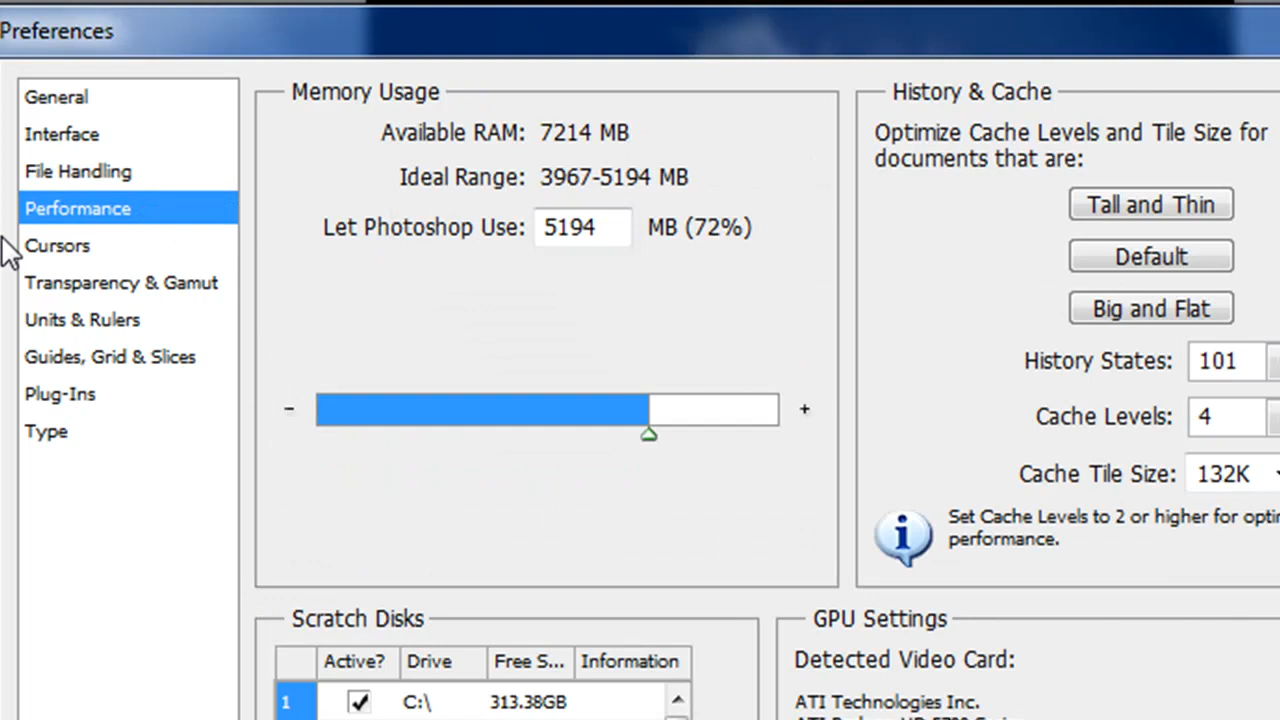 Preferences
General
Interface
File Handling
Performance
Cursors
Transparency & Gamut
Units & Rulers
Guides, Grid & Slices
Plug-Ins
Type
Memory Usage
Available RAM: 7214 MB
Ideal Range: 3967-5194 MB
Let Photoshop Use: 5194 MB (72%)
- +
History & Cache
Optimize Cache Levels and Tile Size for
documents that are:
Tall and Thin
Default
Big and Flat
History States: 101
Cache Levels: 4
Cache Tile Size: 132K
Set Cache Levels to 2 or higher for opti
performance.
Scratch Disks
Active? Drive Free S... Information
1 C:\ 313.38GB
GPU Settings
Detected Video Card:
ATI Technologies Inc.